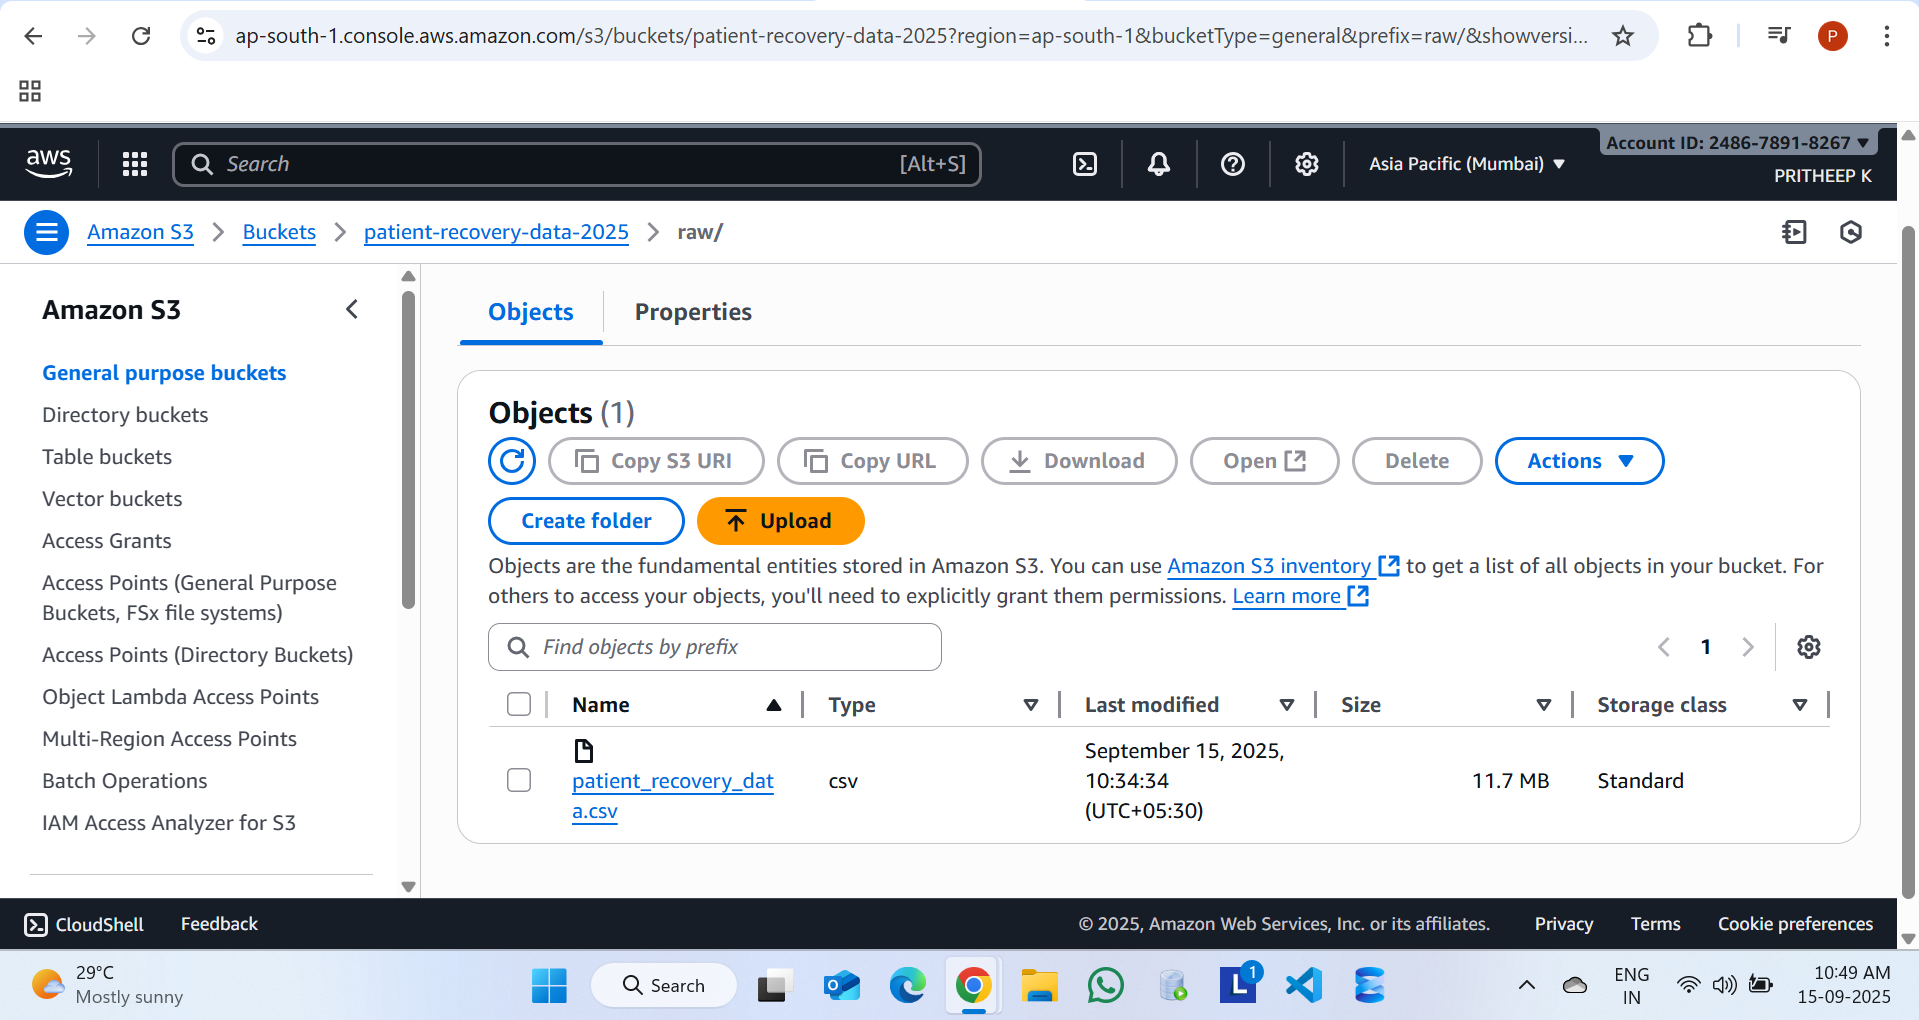 ap-south-1.console.aws.amazon.com/s3/buckets/patient-recovery-data-2025?region=ap-south-1&bucketType=general&prefix=raw/&showversi...
P
aws
Search
[Alt+S]
Asia Pacific (Mumbai)
Account ID: 2486-7891-8267
PRITHEEP K
Amazon S3
Buckets
patient-recovery-data-2025
raw/
Amazon S3
General purpose buckets
Directory buckets
Table buckets
Vector buckets
Access Grants
Access Points (General Purpose
Buckets, FSx file systems)
Access Points (Directory Buckets)
Object Lambda Access Points
Multi-Region Access Points
Batch Operations
IAM Access Analyzer for S3
Objects
Properties
Objects (1)
Copy S3 URI
Copy URL
Download
Open
Delete
Actions
Create folder
Upload
Objects are the fundamental entities stored in Amazon S3. You can use Amazon S3 inventory to get a list of all objects in your bucket. For
others to access your objects, you'll need to explicitly grant them permissions. Learn more
Find objects by prefix
1
Name
Type
Last modified
Size
Storage class
patient_recovery_dat
a.csv
csv
September 15, 2025,
10:34:34
(UTC+05:30)
11.7 MB
Standard
CloudShell
Feedback
© 2025, Amazon Web Services, Inc. or its affiliates.
Privacy
Terms
Cookie preferences
29°C
Mostly sunny
Search
L
1
ENG
IN
10:49 AM
15-09-2025